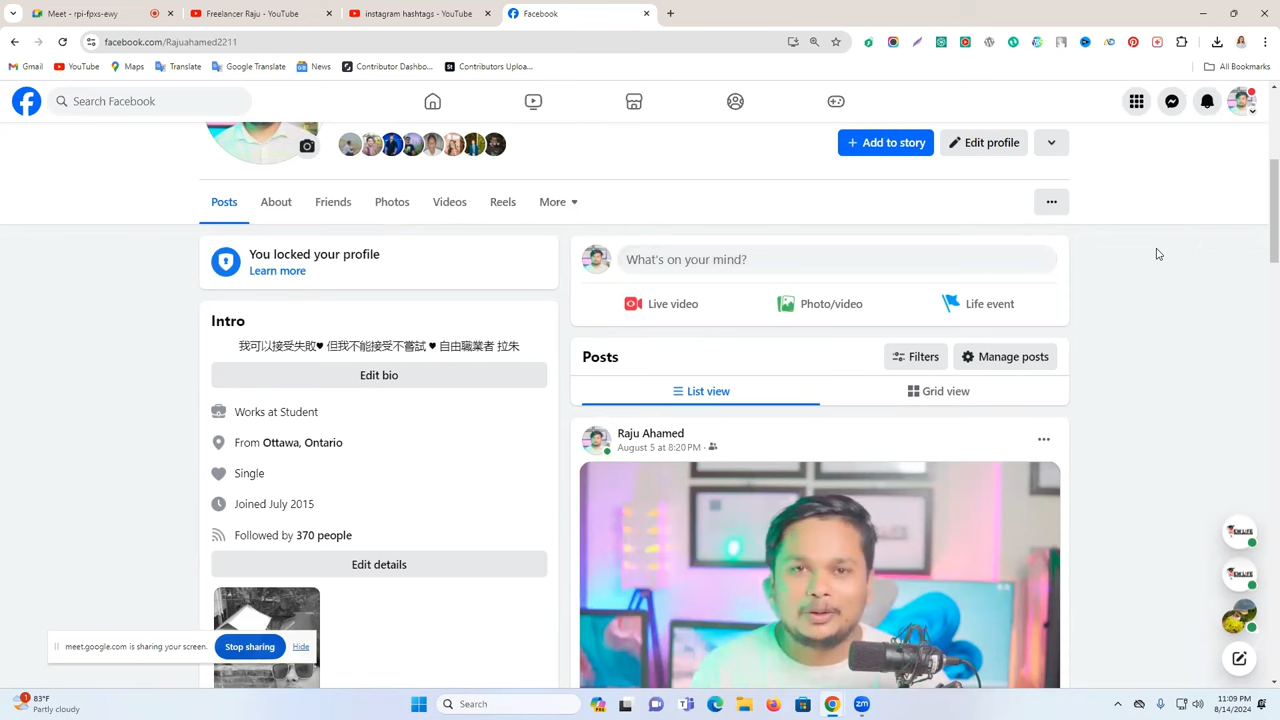 Meet - rpi-foxs-ewy
Freelancer Raju - YouTube
instagram hashtags - YouTube
Facebook
facebook.com/Rajuahamed2211
Gmail
YouTube
Maps
Translate
Google Translate
News
Contributor Dashbo...
Contributors Uploa...
All Bookmarks
Search Facebook
Add to story
Edit profile
Posts
About
Friends
Photos
Videos
Reels
More
You locked your profile
Learn more
What's on your mind?
Live video
Photo/video
Life event
Intro
我可以接受失敗♥ 但我不能接受不嘗試 ♥ 自由職業者 拉朱
Edit bio
Works at Student
From Ottawa, Ontario
Single
Joined July 2015
Followed by 370 people
Edit details
Posts
Filters
Manage posts
List view
Grid view
Raju Ahamed
August 5 at 8:20 PM ·
meet.google.com is sharing your screen.
Stop sharing
Hide
1
83°F
Partly cloudy
Search
11:09 PM
8/14/2024